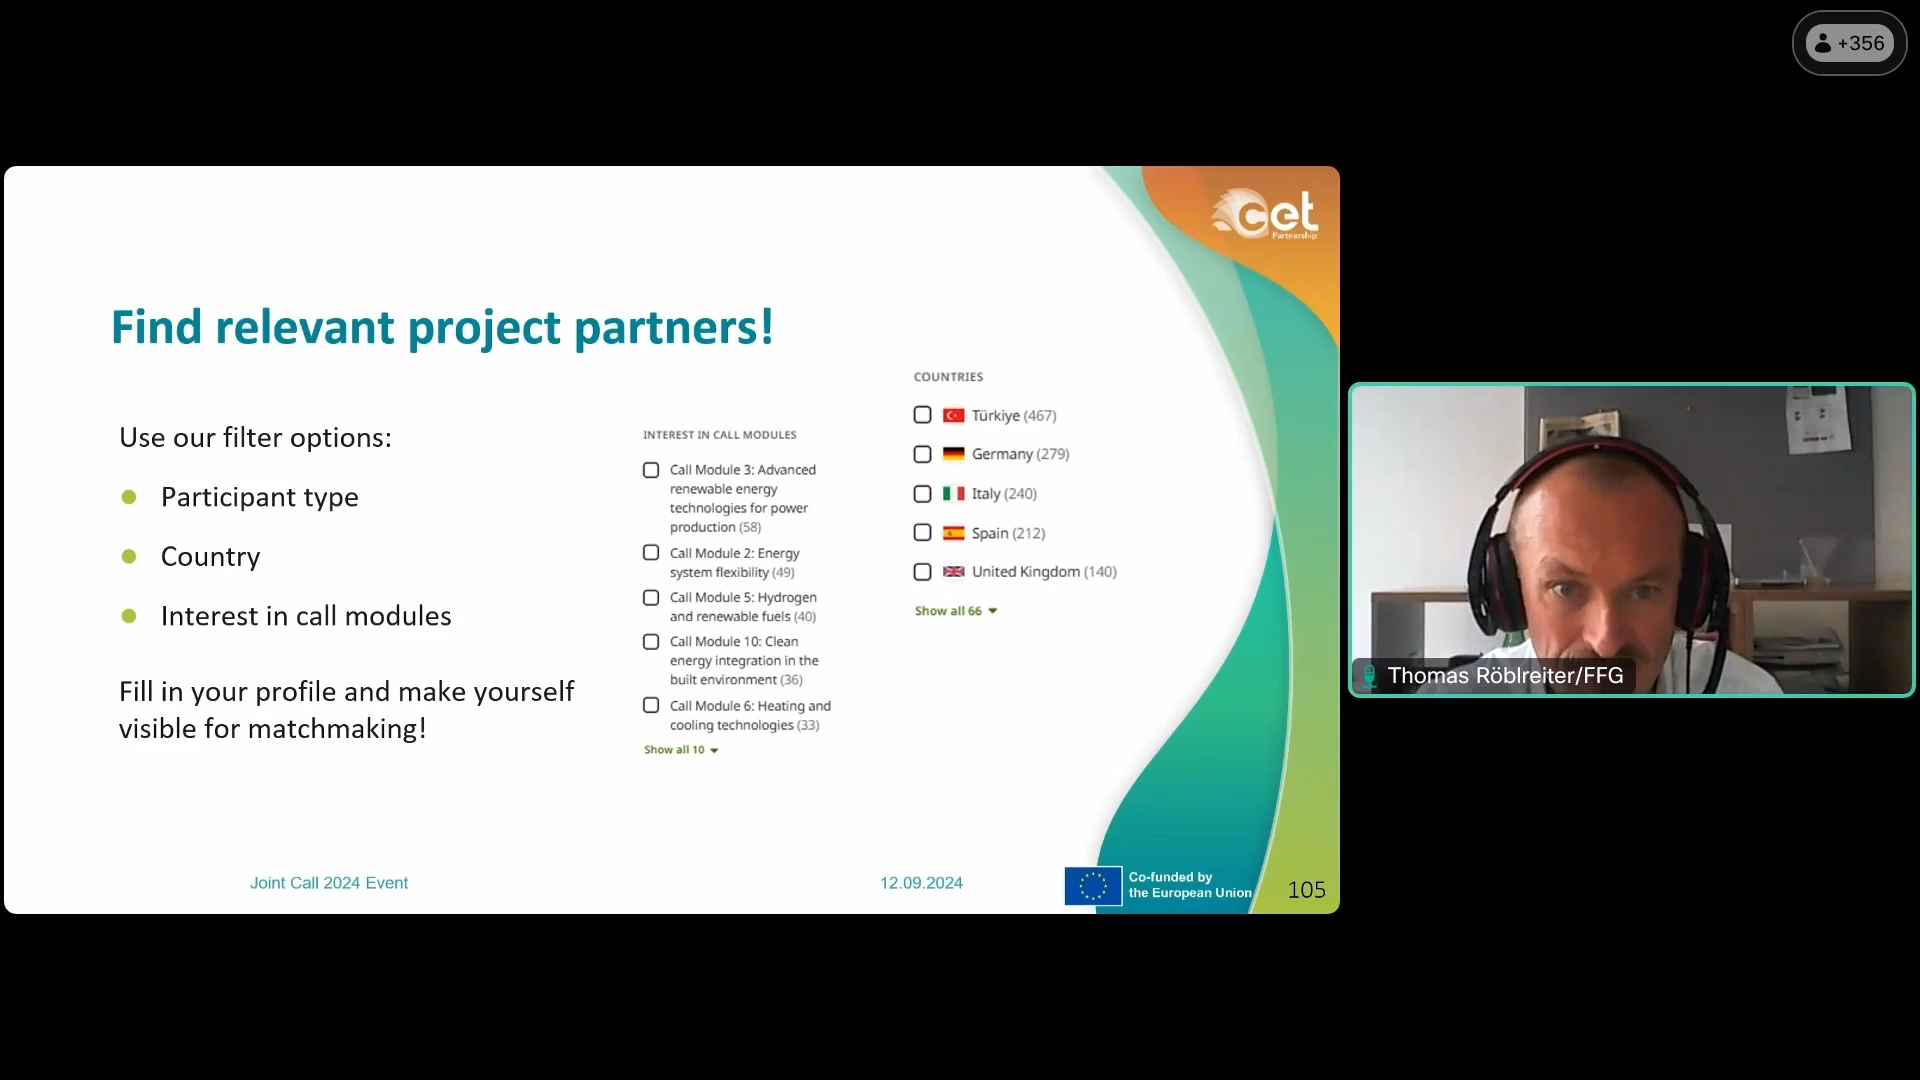 +356
cet
Partnership
Find relevant project partners!
Use our filter options:
Participant type
Country
Interest in call modules
Fill in your profile and make yourself
visible for matchmaking!
INTEREST IN CALL MODULES
Call Module 3: Advanced
renewable energy
technologies for power
production (58)
Call Module 2: Energy
system flexibility (49)
Call Module 5: Hydrogen
and renewable fuels (40)
Call Module 10: Clean
energy integration in the
built environment (36)
Call Module 6: Heating and
cooling technologies (33)
Show all 10
COUNTRIES
Türkiye (467)
Germany (279)
Italy (240)
Spain (212)
United Kingdom (140)
Show all 66
Joint Call 2024 Event
12.09.2024
Co-funded by
the European Union
105
Thomas Röblreiter/FFG